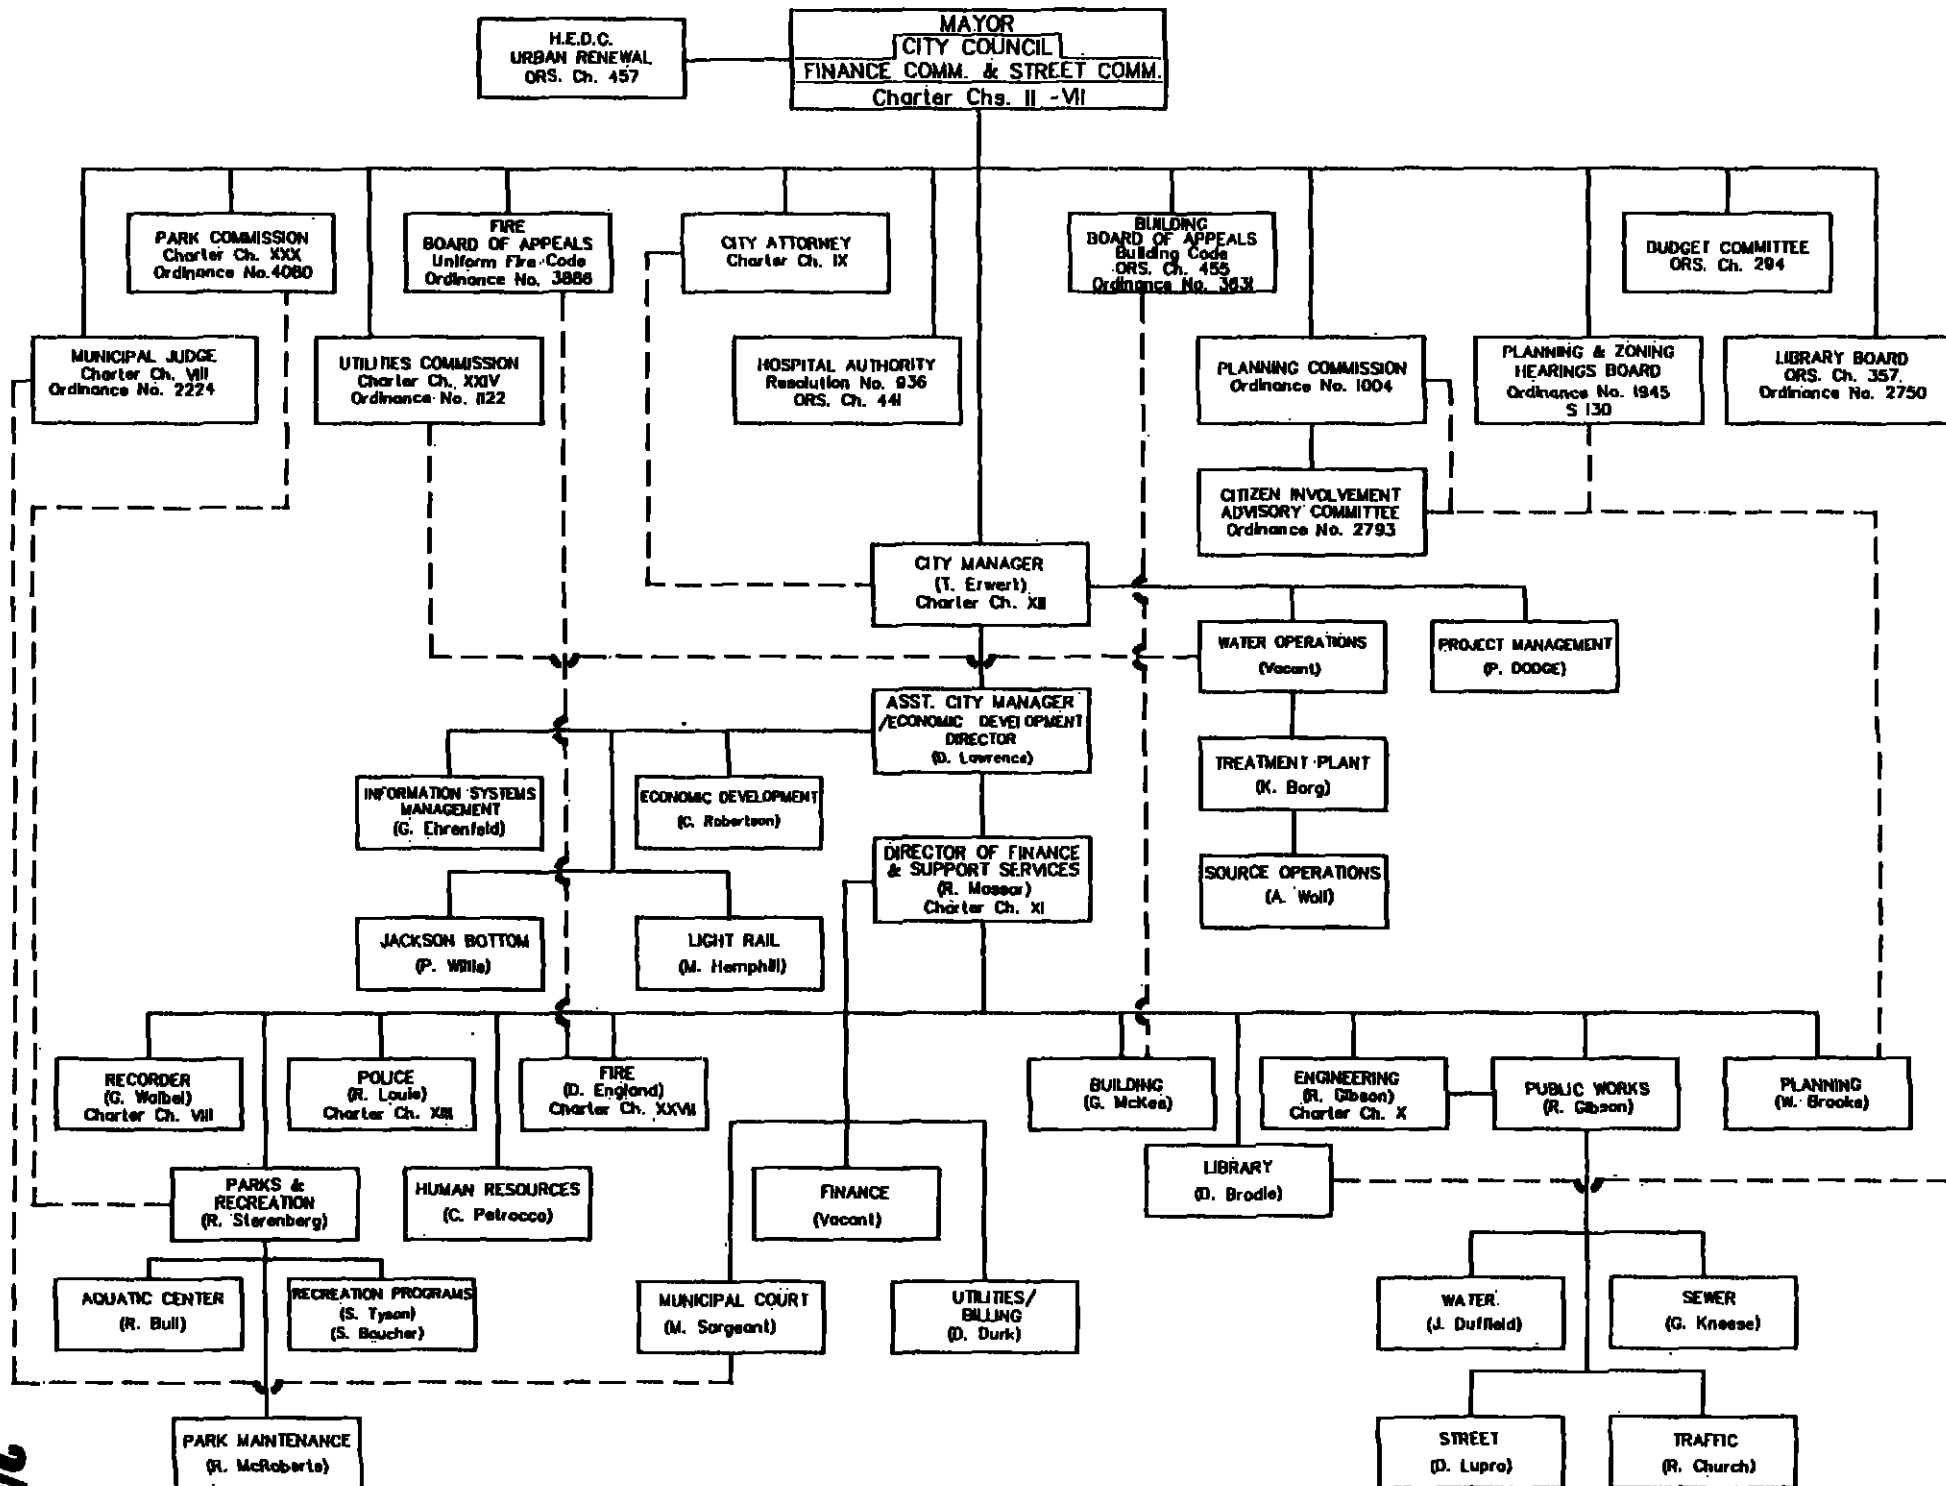 H.E.D.C.
URBAN RENEWAL
ORS. Ch. 457
MAYOR
CITY COUNCIL
FINANCE COMM. & STREET COMM.
Charter Chs. II - VII
PARK COMMISSION
Charter Ch. XXX
Ordinance No. 4080
FIRE
BOARD OF APPEALS
Uniform Fire Code
Ordinance No. 3886
CITY ATTORNEY
Charter Ch. IX
BUILDING
BOARD OF APPEALS
Building Code
ORS. Ch. 455
Ordinance No. 3831
BUDGET COMMITTEE
ORS. Ch. 294
MUNICIPAL JUDGE
Charter Ch. VIII
Ordinance No. 2224
UTILITIES COMMISSION
Charter Ch. XXIV
Ordinance No. 1122
HOSPITAL AUTHORITY
Resolution No. 936
ORS. Ch. 441
PLANNING COMMISSION
Ordinance No. 1004
PLANNING & ZONING
HEARINGS BOARD
Ordinance No. 1945
S 130
LIBRARY BOARD
ORS. Ch. 357
Ordinance No. 2750
CITIZEN INVOLVEMENT
ADVISORY COMMITTEE
Ordinance No. 2793
CITY MANAGER
(T. Erwert)
Charter Ch. XII
WATER OPERATIONS
(Vacant)
PROJECT MANAGEMENT
(P. DODGE)
ASST. CITY MANAGER
/ECONOMIC DEVELOPMENT
DIRECTOR
(D. Lawrence)
TREATMENT PLANT
(K. Borg)
INFORMATION SYSTEMS
MANAGEMENT
(G. Ehrenfeld)
ECONOMIC DEVELOPMENT
(C. Robertson)
DIRECTOR OF FINANCE
& SUPPORT SERVICES
(R. Massar)
Charter Ch. XI
SOURCE OPERATIONS
(A. Woll)
JACKSON BOTTOM
(P. Willis)
LIGHT RAIL
(M. Hemphill)
RECORDER
(G. Waibel)
Charter Ch. VIII
POLICE
(R. Louie)
Charter Ch. XIII
FIRE
(D. England)
Charter Ch. XXVII
BUILDING
(G. McKee)
ENGINEERING
(R. Gibson)
Charter Ch. X
PUBLIC WORKS
(R. Gibson)
PLANNING
(W. Brooks)
PARKS &
RECREATION
(R. Sterenberg)
HUMAN RESOURCES
(C. Petrocco)
FINANCE
(Vacant)
LIBRARY
(D. Brodie)
AQUATIC CENTER
(R. Bull)
RECREATION PROGRAMS
(S. Tyson)
(S. Boucher)
MUNICIPAL COURT
(M. Sargeant)
UTILITIES/
BILLING
(D. Durk)
WATER
(J. Duffield)
SEWER
(G. Kneese)
PARK MAINTENANCE
(R. McRoberts)
STREET
(D. Lupro)
TRAFFIC
(R. Church)